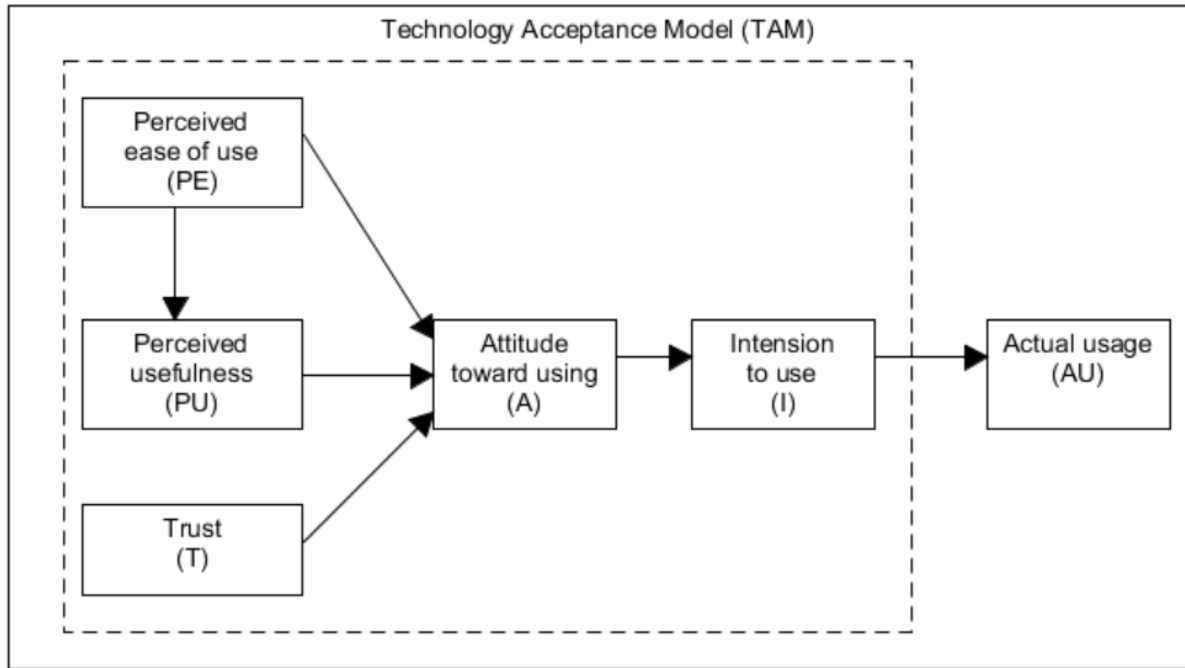 Technology Acceptance Model (TAM)
Perceived
ease of use
(PE)
Perceived
usefulness
(PU)
Trust
(T)
Attitude
toward using
(A)
Intension
to use
(I)
Actual usage
(AU)